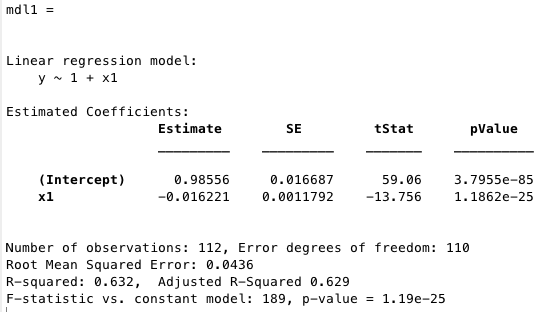 mdl1 =
Linear regression model:
y ~ 1 + x1
Estimated Coefficients:
Estimate SE tStat pValue
(Intercept) 0.98556 0.016687 59.06 3.7955e-85
x1 -0.016221 0.0011792 -13.756 1.1862e-25
Number of observations: 112, Error degrees of freedom: 110
Root Mean Squared Error: 0.0436
R-squared: 0.632, Adjusted R-Squared 0.629
F-statistic vs. constant model: 189, p-value = 1.19e-25